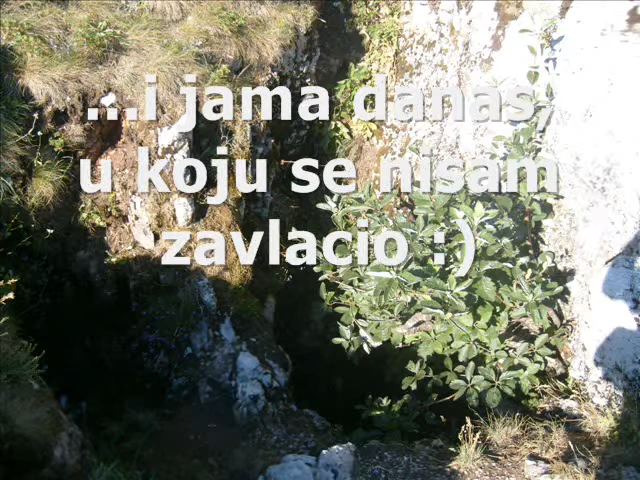 ...i jama danas,
u koju se nisam
zavlacio :)